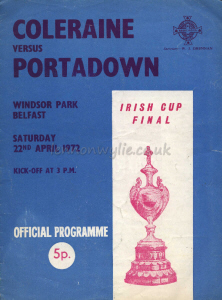 COLERAINE
VERSUS
PORTADOWN
WINDSOR PARK
BELFAST
SATURDAY
22ND APRIL 1972
KICK-OFF AT 3 P.M.
IRISH CUP
FINAL
OFFICIAL PROGRAMME
5p.